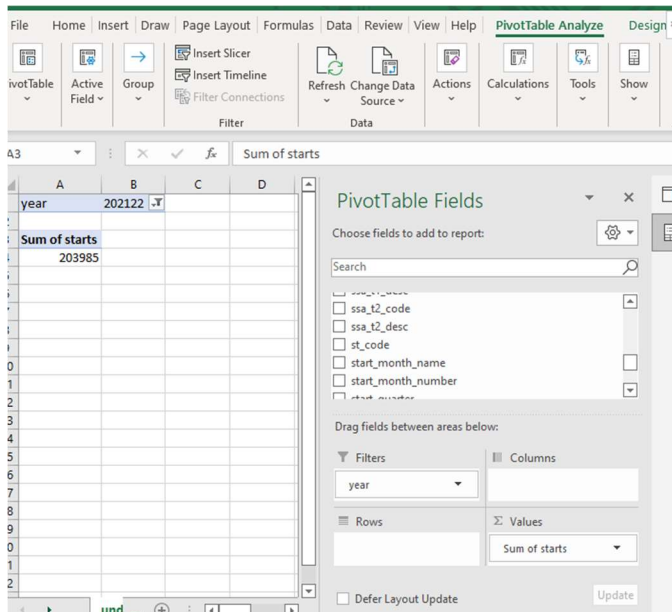 File Home Insert Draw Page Layout Formulas Data Review View Help PivotTable Analyze Design
Insert Slicer
Insert Timeline
Filter Connections
ivotTable Active Field Group Refresh Change Data Source Actions Calculations Tools Show
Filter Data
A3 fx Sum of starts
A B C D
year 202122
Sum of starts
203985
PivotTable Fields
Choose fields to add to report:
Search
ssa_t1_desc
ssa_t2_code
ssa_t2_desc
st_code
start_month_name
start_month_number
start_quarter
Drag fields between areas below:
Filters Columns
year
Rows Σ Values
Sum of starts
Defer Layout Update Update
und